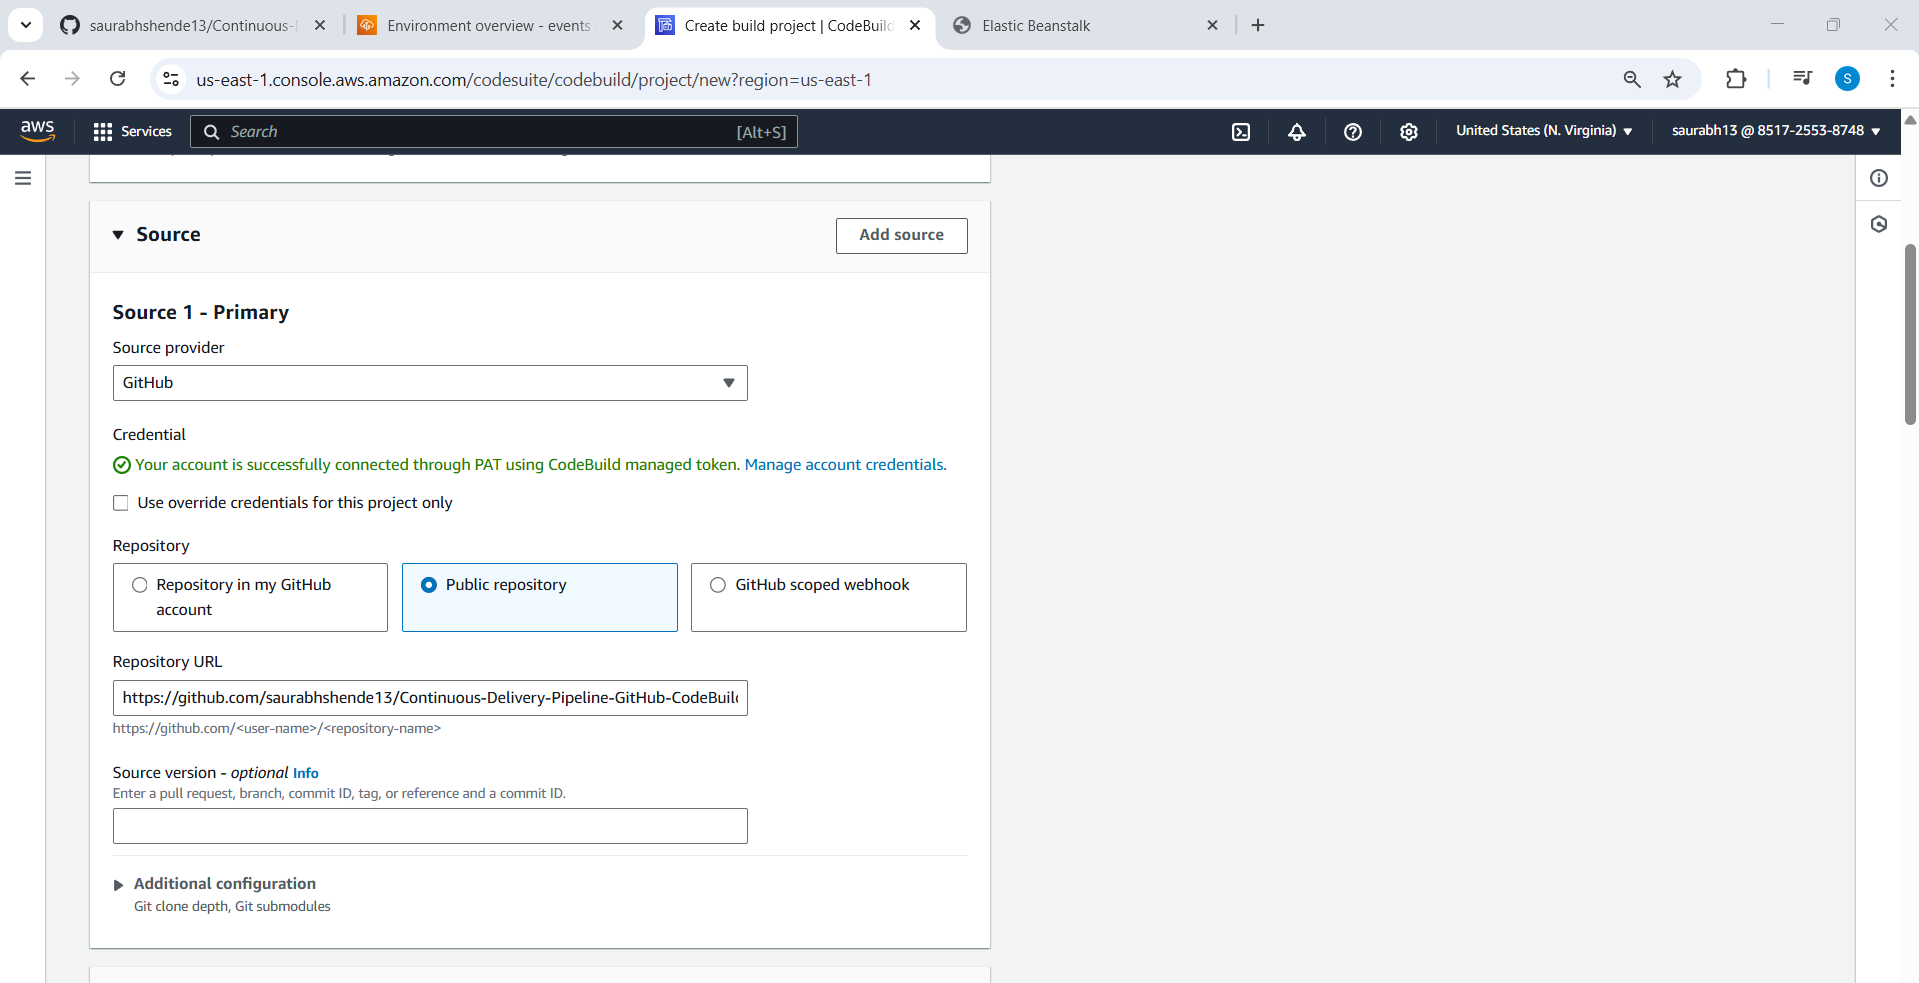 saurabhshende13/Continuous-D
Environment overview - events
Create build project | CodeBuild
Elastic Beanstalk
us-east-1.console.aws.amazon.com/codesuite/codebuild/project/new?region=us-east-1
S
aws
Services
Search
[Alt+S]
United States (N. Virginia)
saurabh13 @ 8517-2553-8748
Source
Add source
Source 1 - Primary
Source provider
GitHub
Credential
Your account is successfully connected through PAT using CodeBuild managed token. Manage account credentials.
Use override credentials for this project only
Repository
Repository in my GitHub
account
Public repository
GitHub scoped webhook
Repository URL
https://github.com/saurabhshende13/Continuous-Delivery-Pipeline-GitHub-CodeBuild
https://github.com/<user-name>/<repository-name>
Source version - optional Info
Enter a pull request, branch, commit ID, tag, or reference and a commit ID.
Additional configuration
Git clone depth, Git submodules